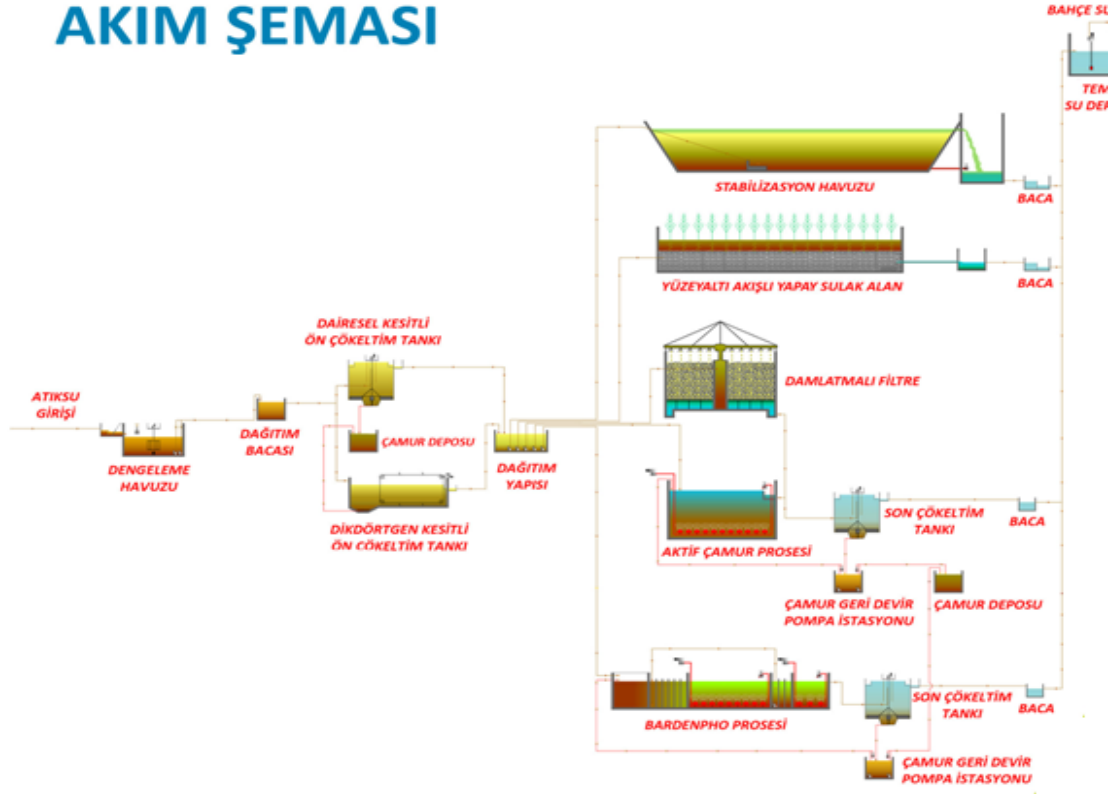 AKIM ŞEMASI
STABİLİZASYON HAVUZU
BACA
YÜZEYALTI AKIŞLI YAPAY SULAK ALAN
BACA
DAİRESEL KESİTLİ
ÖN ÇÖKELTİM TANKI
DAMLATMALI FİLTRE
ATIKSU
GİRİŞİ
DENGELEME
HAVUZU
DAĞITIM
BACASI
ÇAMUR DEPOSU
DAĞITIM
YAPISI
DİKDÖRTGEN KESİTLİ
ÖN ÇÖKELTİM TANKI
AKTİF ÇAMUR PROSESİ
SON ÇÖKELTİM
TANKI
BACA
ÇAMUR GERİ DEVİR
POMPA İSTASYONU
ÇAMUR DEPOSU
BARDENPHO PROSESİ
SON ÇÖKELTİM
TANKI
BACA
ÇAMUR GERİ DEVİR
POMPA İSTASYONU
BAHÇE SU
TEM
SU DEP